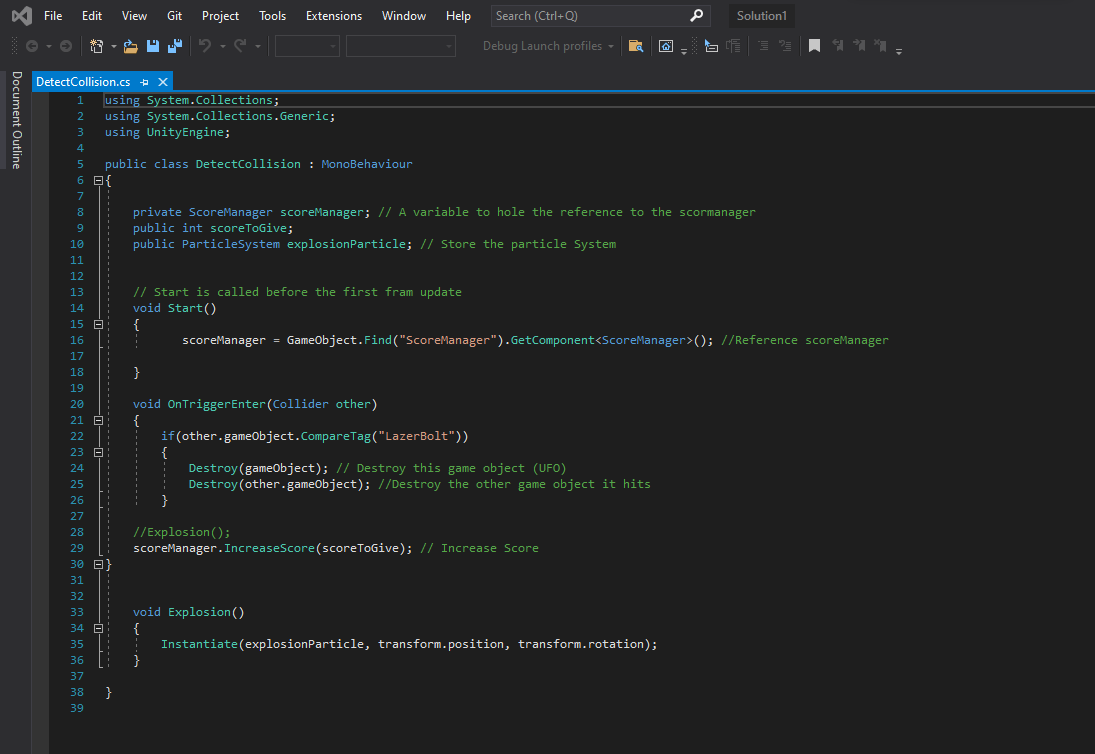 File Edit View Git Project Tools Extensions Window Help Search (Ctrl+Q) Solution1
Debug Launch profiles
Document Outline
DetectCollision.cs
1 using System.Collections;
2 using System.Collections.Generic;
3 using UnityEngine;
4
5 public class DetectCollision : MonoBehaviour
6 {
7
8 private ScoreManager scoreManager; // A variable to hole the reference to the scormanager
9 public int scoreToGive;
10 public ParticleSystem explosionParticle; // Store the particle System
11
12
13 // Start is called before the first fram update
14 void Start()
15 {
16 scoreManager = GameObject.Find("ScoreManager").GetComponent<ScoreManager>(); //Reference scoreManager
17
18 }
19
20 void OnTriggerEnter(Collider other)
21 {
22 if(other.gameObject.CompareTag("LazerBolt"))
23 {
24 Destroy(gameObject); // Destroy this game object (UFO)
25 Destroy(other.gameObject); //Destroy the other game object it hits
26 }
27
28 //Explosion();
29 scoreManager.IncreaseScore(scoreToGive); // Increase Score
30 }
31
32
33 void Explosion()
34 {
35 Instantiate(explosionParticle, transform.position, transform.rotation);
36 }
37
38 }
39